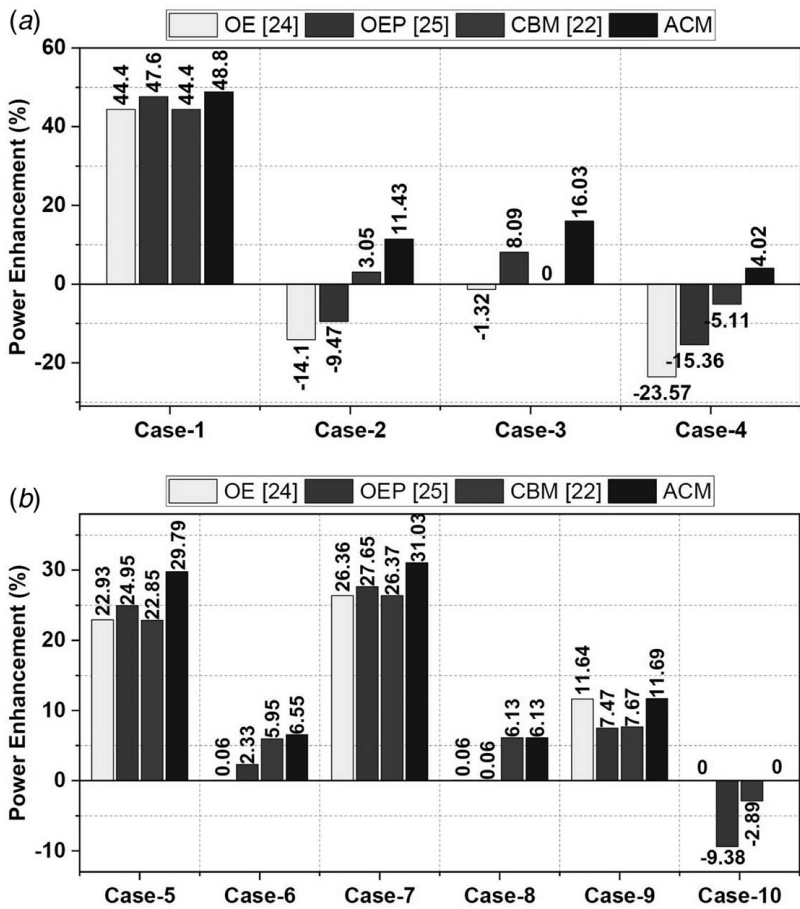 (a)
OE [24] OEP [25] CBM [22] ACM
Power Enhancement (%)
60
40
20
0
-20
44.4 47.6 44.4 48.8
-14.1 -9.47 3.05 11.43
-1.32 8.09 0 16.03
-23.57 -15.36 -5.11 4.02
Case-1 Case-2 Case-3 Case-4
(b)
OE [24] OEP [25] CBM [22] ACM
Power Enhancement (%)
30
20
10
0
-10
22.93 24.95 22.85 29.79
0.06 2.33 5.95 6.55
26.36 27.65 26.37 31.03
0.06 0.06 6.13 6.13
11.64 7.47 7.67 11.69
0 -9.38 -2.89 0
Case-5 Case-6 Case-7 Case-8 Case-9 Case-10